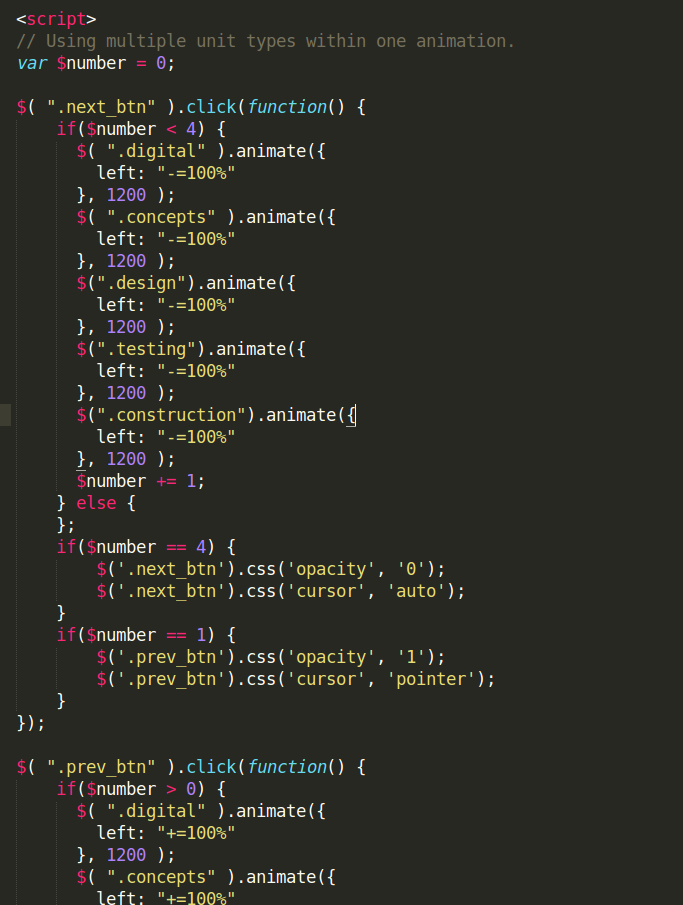 <script>
// Using multiple unit types within one animation.
var $number = 0;
$( ".next_btn" ).click(function() {
if($number < 4) {
$( ".digital" ).animate({
left: "-=100%"
}, 1200 );
$( ".concepts" ).animate({
left: "-=100%"
}, 1200 );
$(".design").animate({
left: "-=100%"
}, 1200 );
$(".testing").animate({
left: "-=100%"
}, 1200 );
$(".construction").animate({
left: "-=100%"
}, 1200 );
$number += 1;
} else {
};
if($number == 4) {
$('.next_btn').css('opacity', '0');
$('.next_btn').css('cursor', 'auto');
}
if($number == 1) {
$('.prev_btn').css('opacity', '1');
$('.prev_btn').css('cursor', 'pointer');
}
});
$( ".prev_btn" ).click(function() {
if($number > 0) {
$( ".digital" ).animate({
left: "+=100%"
}, 1200 );
$( ".concepts" ).animate({
left: "+=100%"